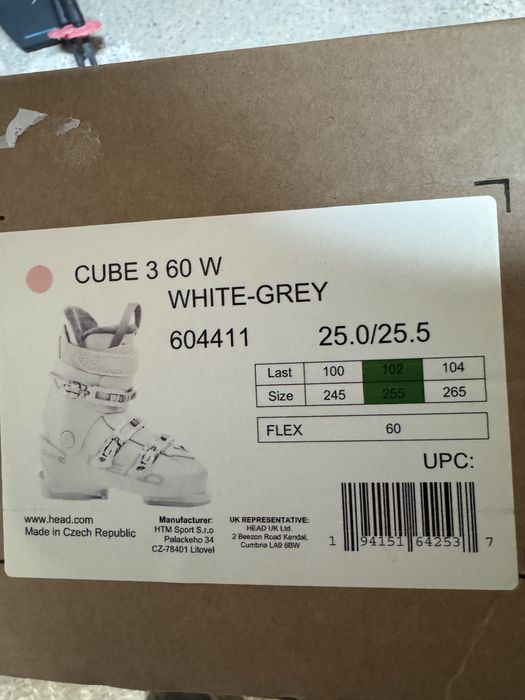 CUBE 3 60 W
WHITE-GREY
604411 25.0/25.5
Last 100 102 104
Size 245 255 265
FLEX 60
UPC:
www.head.com
Made in Czech Republic
Manufacturer:
HTM Sport S.r.o
Palackeho 34
CZ-78401 Litovel
UK REPRESENTATIVE:
HEAD UK Ltd.
2 Beezon Road Kendal,
Cumbria LA9 6BW
1 94151 64253 7